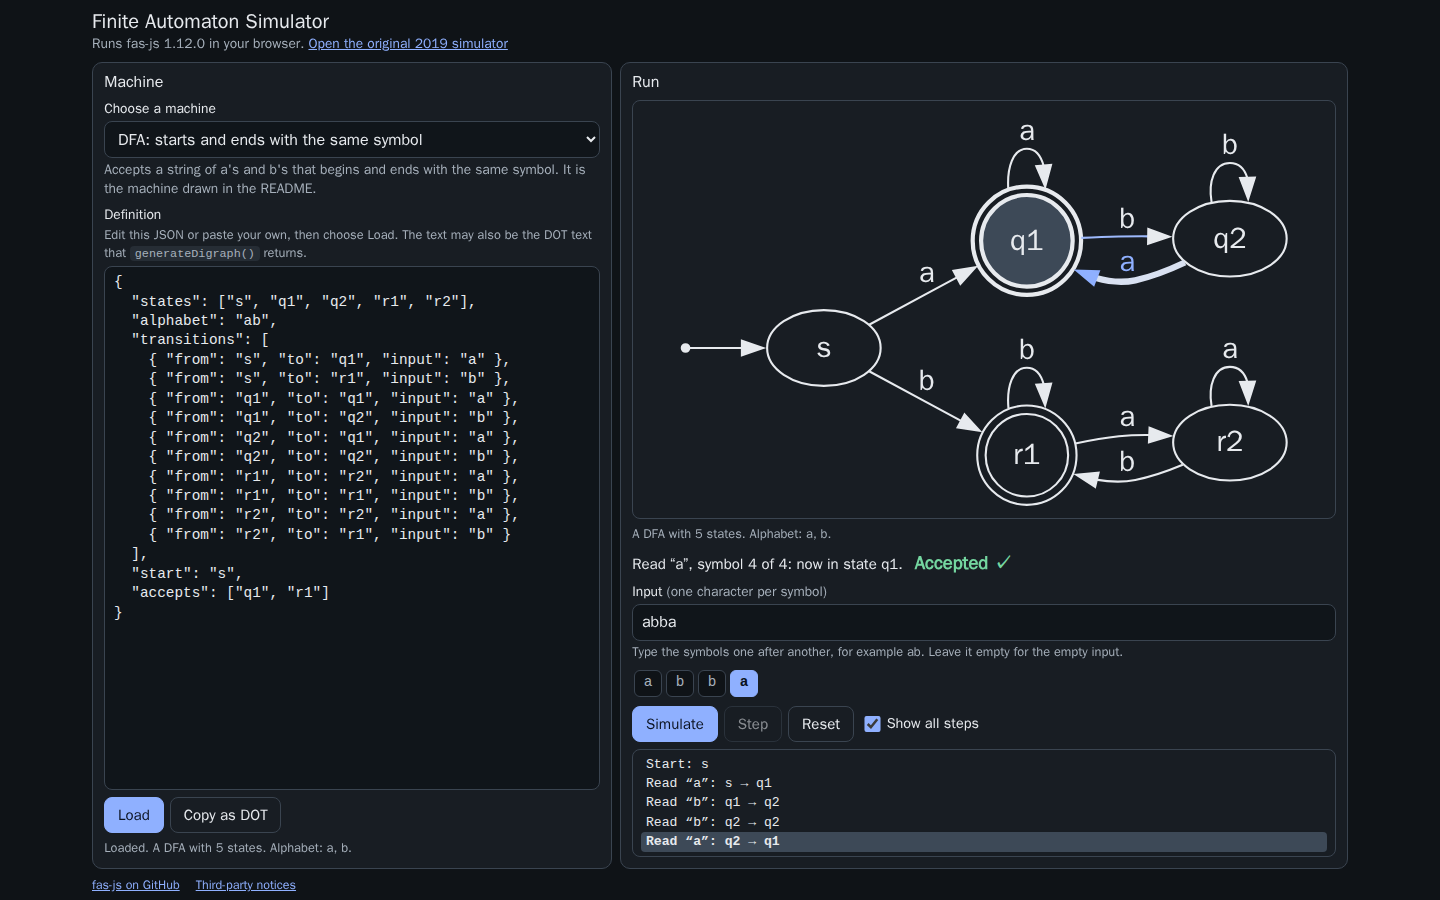 Finite Automaton Simulator
Runs fas-js 1.12.0 in your browser. Open the original 2019 simulator
Machine
Choose a machine
DFA: starts and ends with the same symbol
Accepts a string of a's and b's that begins and ends with the same symbol. It is
the machine drawn in the README.
Definition
Edit this JSON or paste your own, then choose Load. The text may also be the DOT text
that generateDigraph() returns.
{
  "states": ["s", "q1", "q2", "r1", "r2"],
  "alphabet": "ab",
  "transitions": [
    { "from": "s", "to": "q1", "input": "a" },
    { "from": "s", "to": "r1", "input": "b" },
    { "from": "q1", "to": "q1", "input": "a" },
    { "from": "q1", "to": "q2", "input": "b" },
    { "from": "q2", "to": "q1", "input": "a" },
    { "from": "q2", "to": "q2", "input": "b" },
    { "from": "r1", "to": "r2", "input": "a" },
    { "from": "r1", "to": "r1", "input": "b" },
    { "from": "r2", "to": "r2", "input": "a" },
    { "from": "r2", "to": "r1", "input": "b" }
  ],
  "start": "s",
  "accepts": ["q1", "r1"]
}
Load
Copy as DOT
Loaded. A DFA with 5 states. Alphabet: a, b.
Run
a
b
q1
b
q2
a
a
s
b
b
a
r1
a
r2
b
A DFA with 5 states. Alphabet: a, b.
Read “a”, symbol 4 of 4: now in state q1. Accepted ✓
Input (one character per symbol)
abba
Type the symbols one after another, for example ab. Leave it empty for the empty input.
a b b a
Simulate
Step
Reset
Show all steps
Start: s
Read “a”: s → q1
Read “b”: q1 → q2
Read “b”: q2 → q2
Read “a”: q2 → q1
fas-js on GitHub
Third-party notices